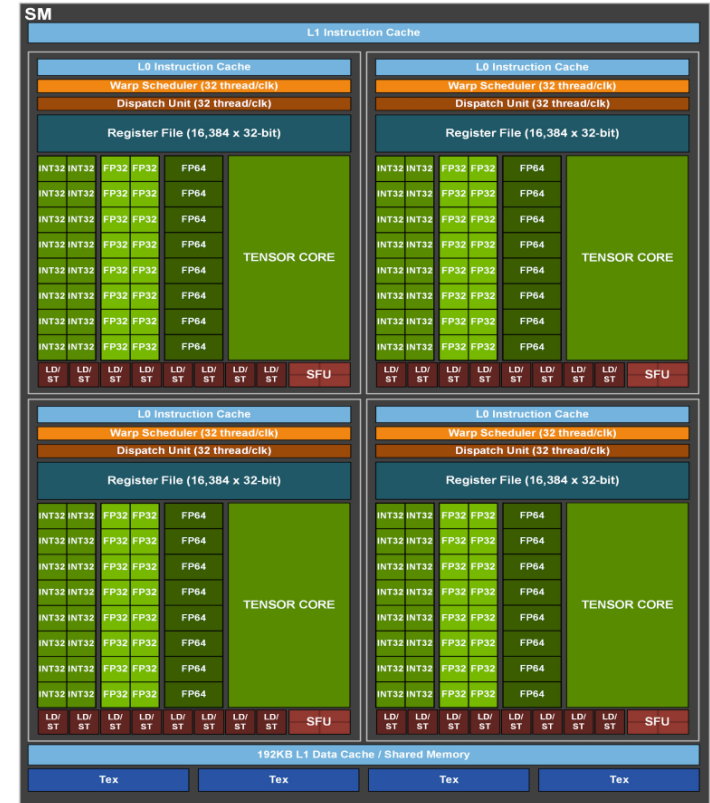 SM
L1 Instruction Cache
L0 Instruction Cache
Warp Scheduler (32 thread/clk)
Dispatch Unit (32 thread/clk)
Register File (16,384 x 32-bit)
INT32 INT32 FP32 FP32 FP64
INT32 INT32 FP32 FP32 FP64
INT32 INT32 FP32 FP32 FP64
INT32 INT32 FP32 FP32 FP64
TENSOR CORE
INT32 INT32 FP32 FP32 FP64
INT32 INT32 FP32 FP32 FP64
INT32 INT32 FP32 FP32 FP64
INT32 INT32 FP32 FP32 FP64
LD/ LD/ LD/ LD/ LD/ LD/ LD/ LD/
ST ST ST ST ST ST ST ST
SFU
L0 Instruction Cache
Warp Scheduler (32 thread/clk)
Dispatch Unit (32 thread/clk)
Register File (16,384 x 32-bit)
INT32 INT32 FP32 FP32 FP64
INT32 INT32 FP32 FP32 FP64
INT32 INT32 FP32 FP32 FP64
INT32 INT32 FP32 FP32 FP64
TENSOR CORE
INT32 INT32 FP32 FP32 FP64
INT32 INT32 FP32 FP32 FP64
INT32 INT32 FP32 FP32 FP64
INT32 INT32 FP32 FP32 FP64
LD/ LD/ LD/ LD/ LD/ LD/ LD/ LD/
ST ST ST ST ST ST ST ST
SFU
L0 Instruction Cache
Warp Scheduler (32 thread/clk)
Dispatch Unit (32 thread/clk)
Register File (16,384 x 32-bit)
INT32 INT32 FP32 FP32 FP64
INT32 INT32 FP32 FP32 FP64
INT32 INT32 FP32 FP32 FP64
INT32 INT32 FP32 FP32 FP64
TENSOR CORE
INT32 INT32 FP32 FP32 FP64
INT32 INT32 FP32 FP32 FP64
INT32 INT32 FP32 FP32 FP64
INT32 INT32 FP32 FP32 FP64
LD/ LD/ LD/ LD/ LD/ LD/ LD/ LD/
ST ST ST ST ST ST ST ST
SFU
L0 Instruction Cache
Warp Scheduler (32 thread/clk)
Dispatch Unit (32 thread/clk)
Register File (16,384 x 32-bit)
INT32 INT32 FP32 FP32 FP64
INT32 INT32 FP32 FP32 FP64
INT32 INT32 FP32 FP32 FP64
INT32 INT32 FP32 FP32 FP64
TENSOR CORE
INT32 INT32 FP32 FP32 FP64
INT32 INT32 FP32 FP32 FP64
INT32 INT32 FP32 FP32 FP64
INT32 INT32 FP32 FP32 FP64
LD/ LD/ LD/ LD/ LD/ LD/ LD/ LD/
ST ST ST ST ST ST ST ST
SFU
192KB L1 Data Cache / Shared Memory
Tex Tex Tex Tex